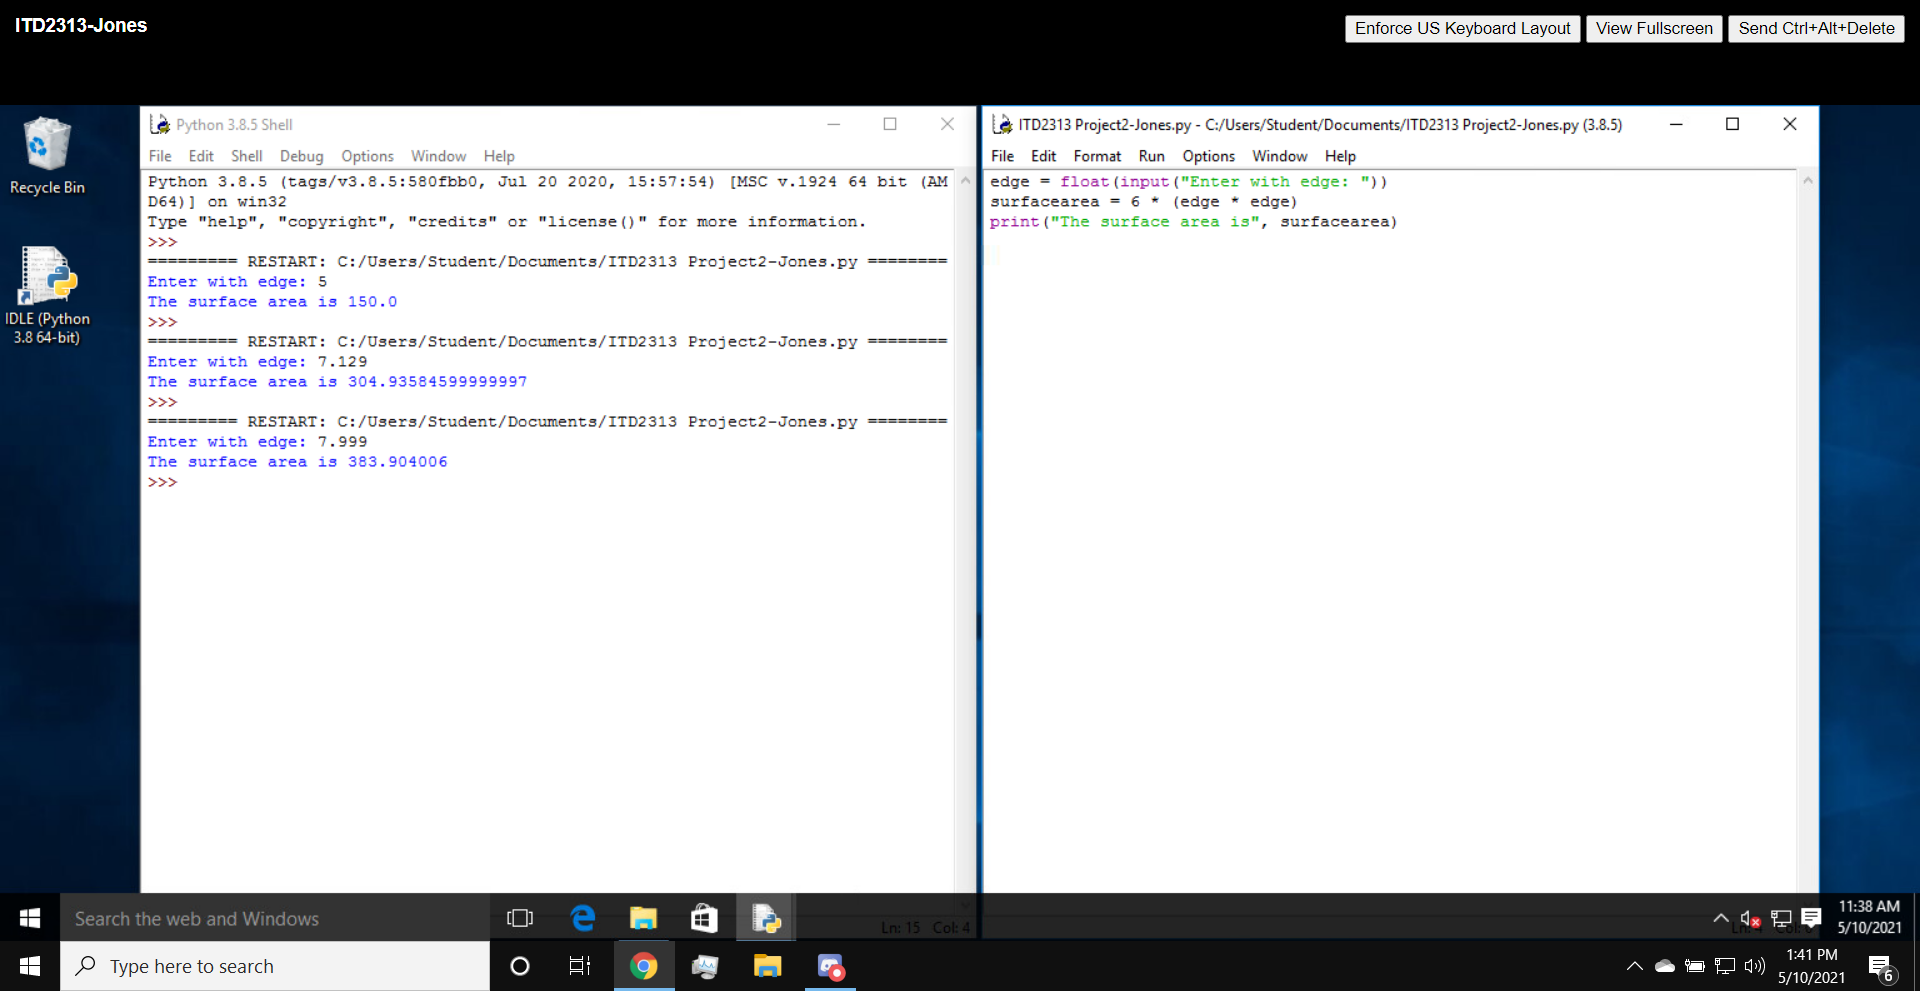 ITD2313-Jones
Enforce US Keyboard Layout
View Fullscreen
Send Ctrl+Alt+Delete
Recycle Bin
IDLE (Python
3.8 64-bit)
Python 3.8.5 Shell
File Edit Shell Debug Options Window Help
Python 3.8.5 (tags/v3.8.5:580fbb0, Jul 20 2020, 15:57:54) [MSC v.1924 64 bit (AM
D64)] on win32
Type "help", "copyright", "credits" or "license()" for more information.
>>>
========= RESTART: C:/Users/Student/Documents/ITD2313 Project2-Jones.py ========
Enter with edge: 5
The surface area is 150.0
>>>
========= RESTART: C:/Users/Student/Documents/ITD2313 Project2-Jones.py ========
Enter with edge: 7.129
The surface area is 304.93584599999997
>>>
========= RESTART: C:/Users/Student/Documents/ITD2313 Project2-Jones.py ========
Enter with edge: 7.999
The surface area is 383.904006
>>>
Ln: 15 Col: 4
ITD2313 Project2-Jones.py - C:/Users/Student/Documents/ITD2313 Project2-Jones.py (3.8.5)
File Edit Format Run Options Window Help
edge = float(input("Enter with edge: "))
surfacearea = 6 * (edge * edge)
print("The surface area is", surfacearea)
Search the web and Windows
11:38 AM
5/10/2021
Type here to search
1:41 PM
5/10/2021
6